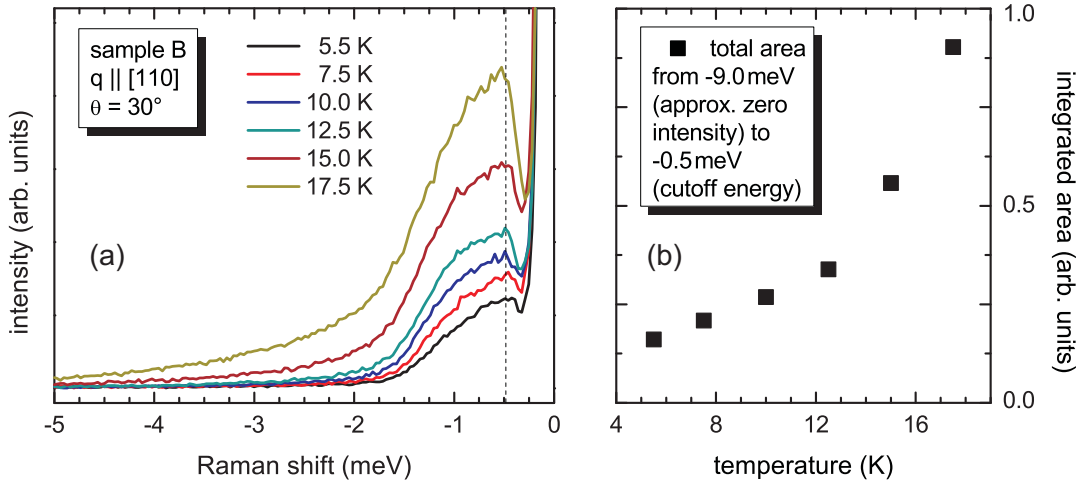 sample B
q || [110]
θ = 30°
5.5 K
7.5 K
10.0 K
12.5 K
15.0 K
17.5 K
(a)
intensity (arb. units)
-5 -4 -3 -2 -1 0
Raman shift (meV)
total area
from -9.0 meV
(approx. zero
intensity) to
-0.5 meV
(cutoff energy)
(b)
1.0
0.5
0.0
integrated area (arb. units)
4 8 12 16
temperature (K)